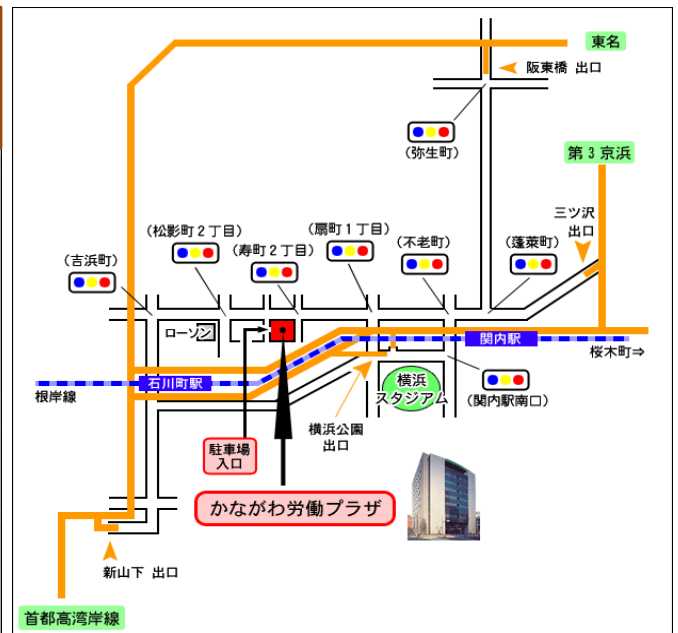 東名
阪東橋 出口
(弥生町)
第3京浜
三ツ沢
出口
(扇町1丁目)
(松影町2丁目)
(寿町2丁目)
(不老町)
(蓬莱町)
(吉浜町)
ローソン
関内駅
桜木町⇒
石川町駅
根岸線
横浜
スタジアム
(関内駅南口)
横浜公園
出口
駐車場
入口
かながわ労働プラザ
新山下 出口
首都高湾岸線